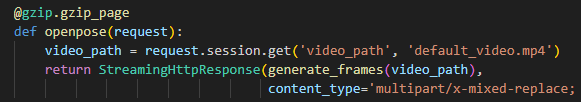 @gzip.gzip_page
def openpose(request):
    video_path = request.session.get('video_path', 'default_video.mp4')
    return StreamingHttpResponse(generate_frames(video_path),
                                 content_type='multipart/x-mixed-replace;